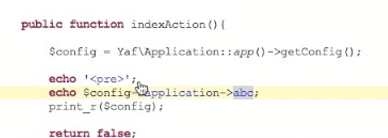 public function indexAction(){
$config = Yaf\Application::app()->getConfig();
echo '<pre>';
echo $config->application->abc;
print_r($config);
return false;